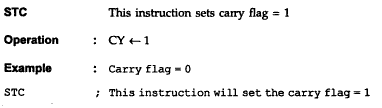 STC This instruction sets carry flag = 1
Operation : CY ← 1
Example : Carry flag = 0
STC ; This instruction will set the carry flag = 1